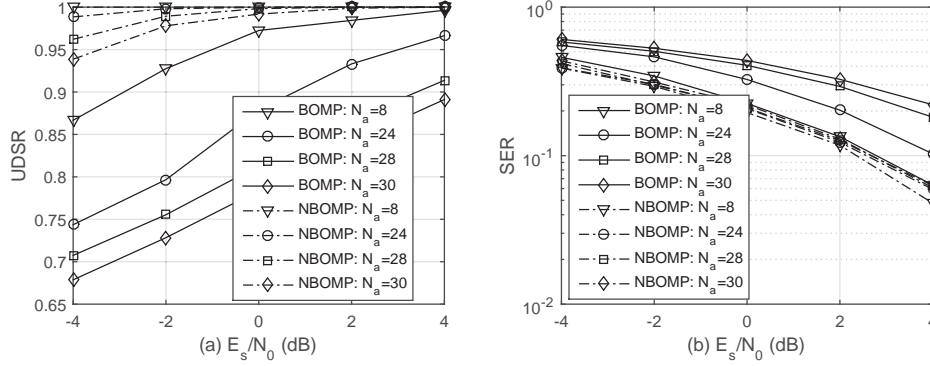 1
0.95
0.9
0.85
0.8
0.75
0.7
0.65
UDSR
-4
-2
0
2
4
(a) E_s/N_0 (dB)
BOMP: N_a=8
BOMP: N_a=24
BOMP: N_a=28
BOMP: N_a=30
NBOMP: N_a=8
NBOMP: N_a=24
NBOMP: N_a=28
NBOMP: N_a=30
10^0
10^-1
10^-2
SER
-4
-2
0
2
4
(b) E_s/N_0 (dB)
BOMP: N_a=8
BOMP: N_a=24
BOMP: N_a=28
BOMP: N_a=30
NBOMP: N_a=8
NBOMP: N_a=24
NBOMP: N_a=28
NBOMP: N_a=30